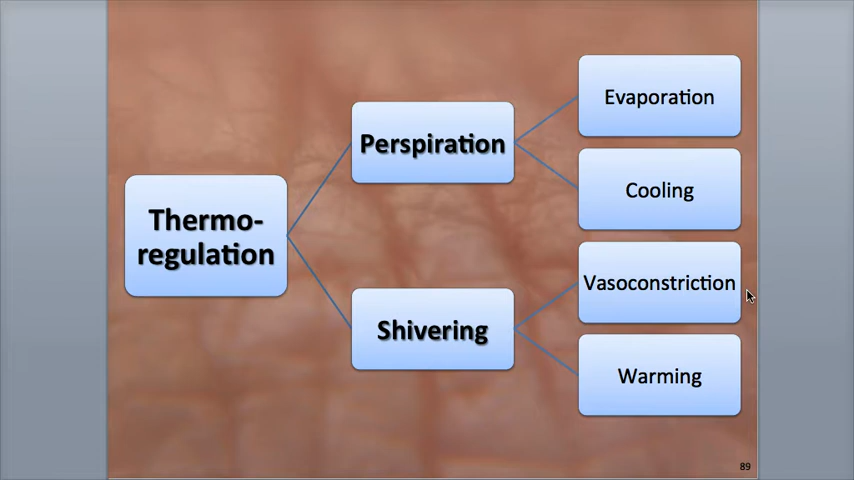 Thermo-
regulation
Perspiration
Evaporation
Cooling
Shivering
Vasoconstriction
Warming
89